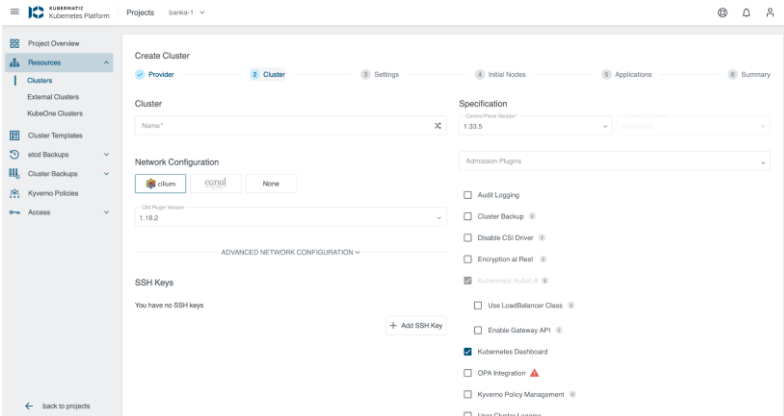 KUBERMATIC
Kubernetes Platform
Projects
banka-1
Project Overview
Resources
Clusters
External Clusters
KubeOne Clusters
Cluster Templates
etcd Backups
Cluster Backups
Kyverno Policies
Access
back to projects
Create Cluster
Provider
2 Cluster
3 Settings
4 Initial Nodes
5 Applications
6 Summary
Cluster
Name*
Network Configuration
cilium
canal
None
CNI Plugin Version
1.18.2
ADVANCED NETWORK CONFIGURATION
SSH Keys
You have no SSH keys
+ Add SSH Key
Specification
Control Plane Version*
1.33.5
Admission Plugins
Audit Logging
Cluster Backup
Disable CSI Driver
Encryption at Rest
Kubermatic KubeLB
Use LoadBalancer Class
Enable Gateway API
Kubernetes Dashboard
OPA Integration
Kyverno Policy Management
User Cluster Logging